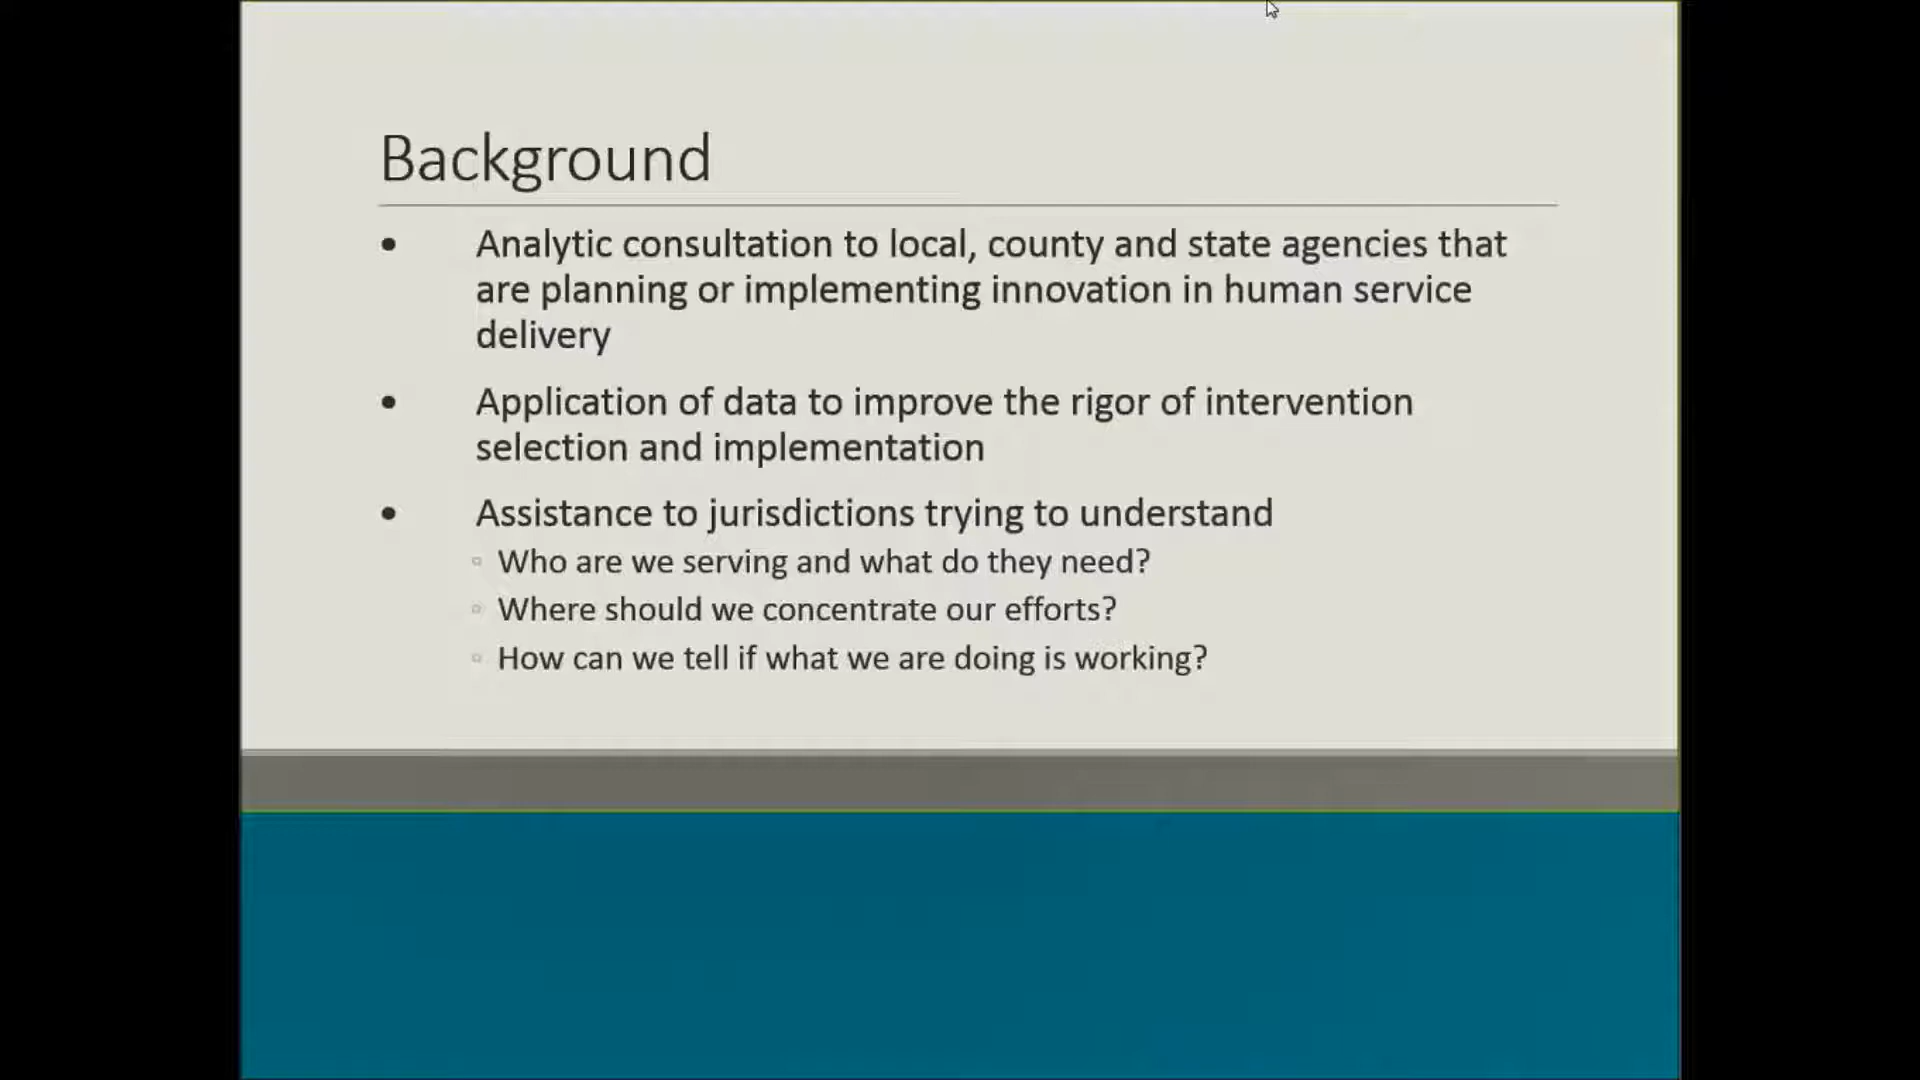 Background
• Analytic consultation to local, county and state agencies that
are planning or implementing innovation in human service
delivery
• Application of data to improve the rigor of intervention
selection and implementation
• Assistance to jurisdictions trying to understand
▫ Who are we serving and what do they need?
▫ Where should we concentrate our efforts?
▫ How can we tell if what we are doing is working?